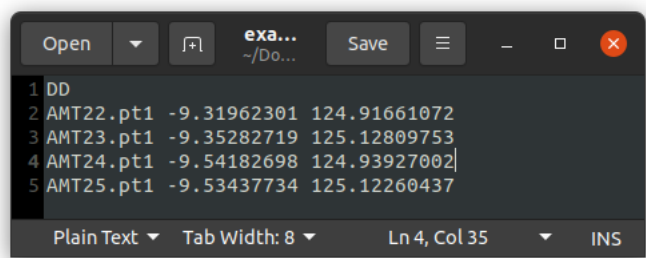 Open exa... Save
~/Do...
1 DD
2 AMT22.pt1 -9.31962301 124.91661072
3 AMT23.pt1 -9.35282719 125.12809753
4 AMT24.pt1 -9.54182698 124.93927002
5 AMT25.pt1 -9.53437734 125.12260437
Plain Text Tab Width: 8 Ln 4, Col 35 INS